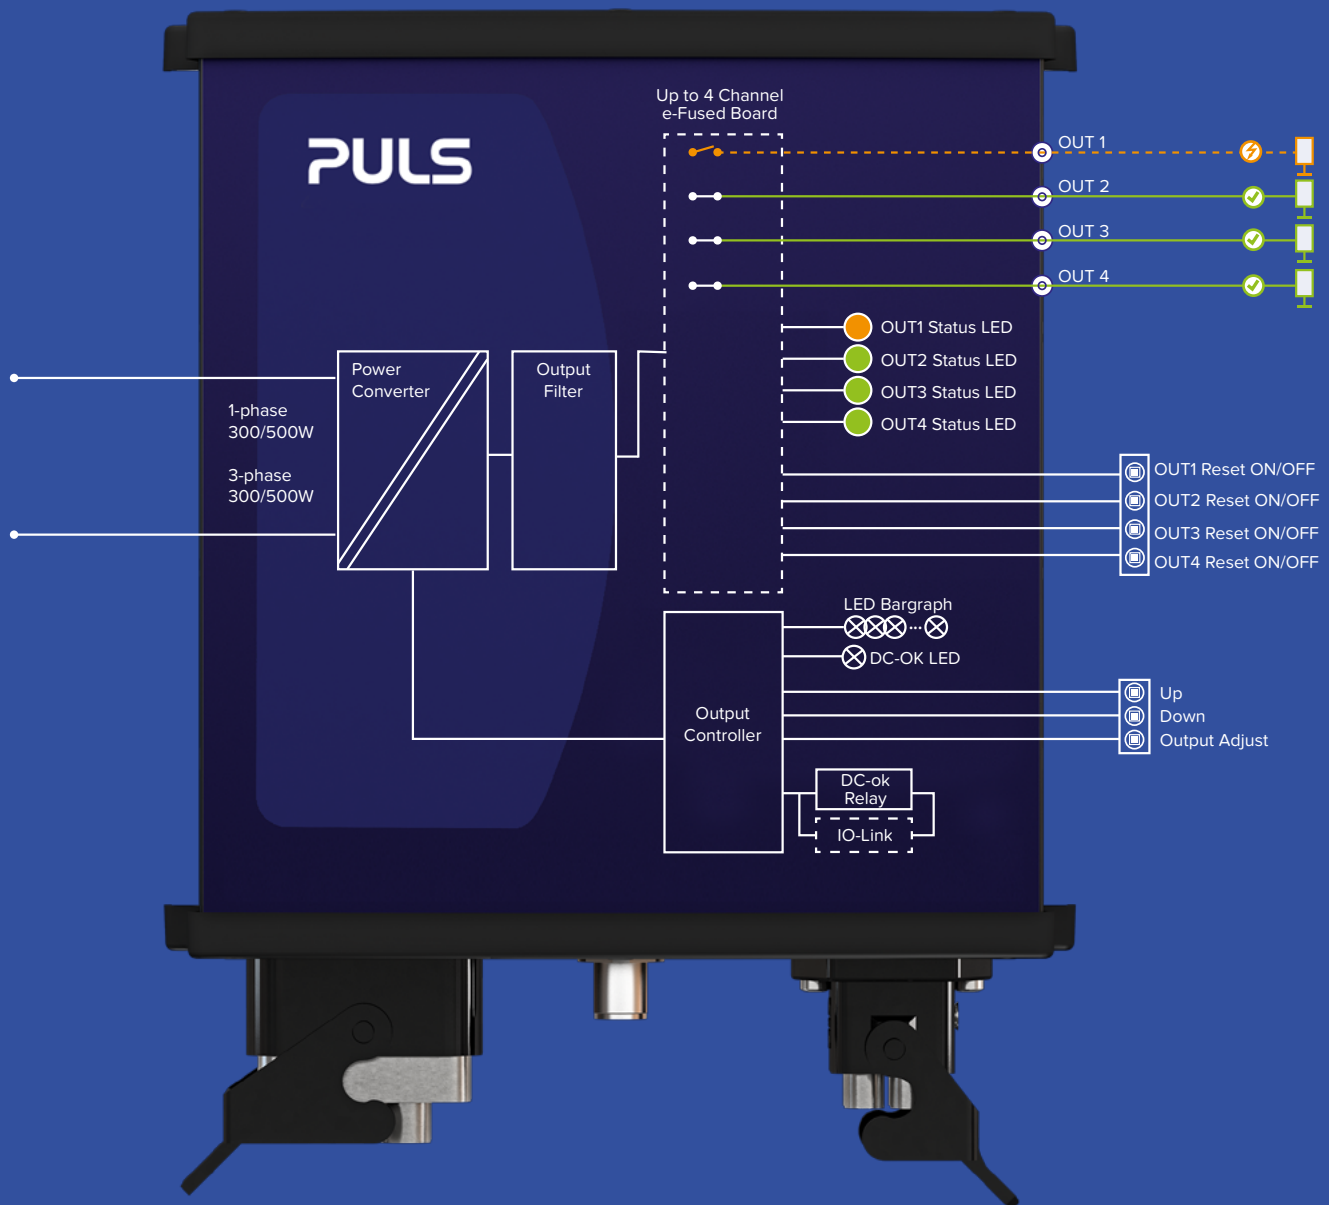 Up to 4 Channel
e-Fused Board
PULS
OUT 1
OUT 2
OUT 3
OUT 4
OUT1 Status LED
OUT2 Status LED
OUT3 Status LED
OUT4 Status LED
Power
Converter
Output
Filter
1-phase
300/500W
3-phase
300/500W
OUT1 Reset ON/OFF
OUT2 Reset ON/OFF
OUT3 Reset ON/OFF
OUT4 Reset ON/OFF
LED Bargraph
DC-OK LED
Output
Controller
Up
Down
Output Adjust
DC-ok
Relay
IO-Link